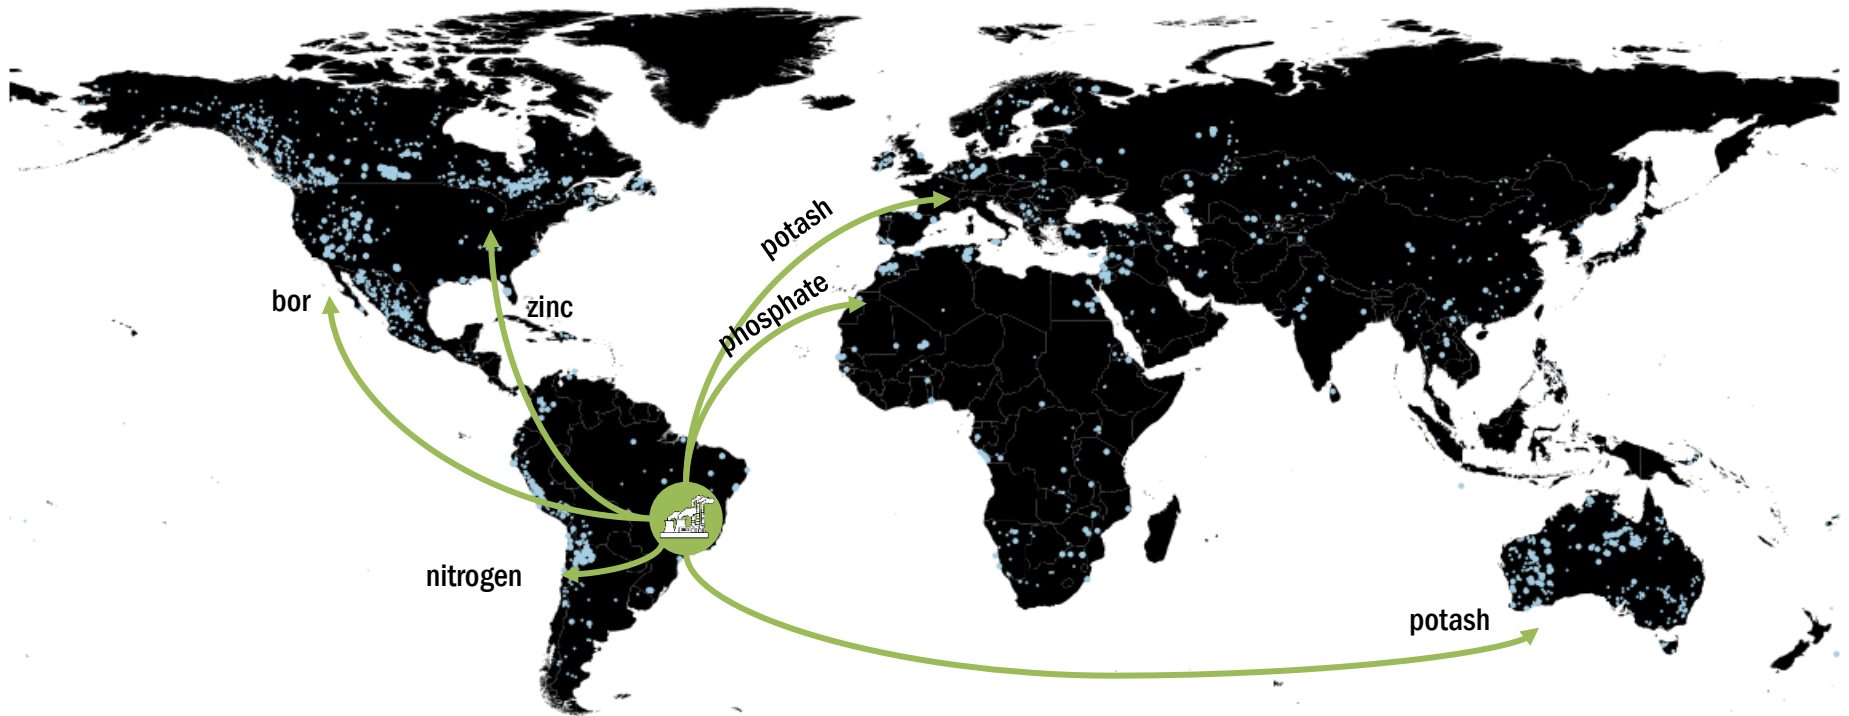 potash
phosphate
bor
zinc
nitrogen
potash